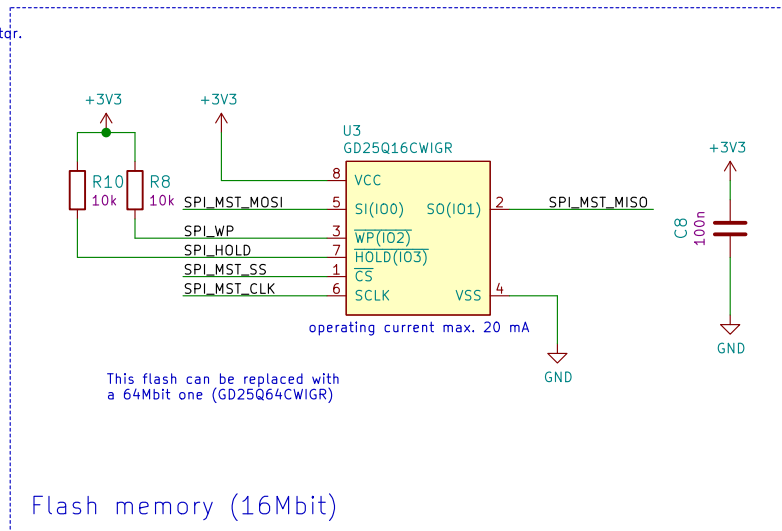 tor.
+3V3
+3V3
U3
GD25Q16CWIGR
+3V3
R10
10k
R8
10k
8
VCC
SPI_MST_MOSI
5
SI(IO0)
SO(IO1)
2
SPI_MST_MISO
C8
100n
SPI_WP
3
WP(IO2)
SPI_HOLD
7
HOLD(IO3)
SPI_MST_SS
1
CS
SPI_MST_CLK
6
SCLK
VSS
4
operating current max. 20 mA
GND
GND
This flash can be replaced with
a 64Mbit one (GD25Q64CWIGR)
Flash memory (16Mbit)